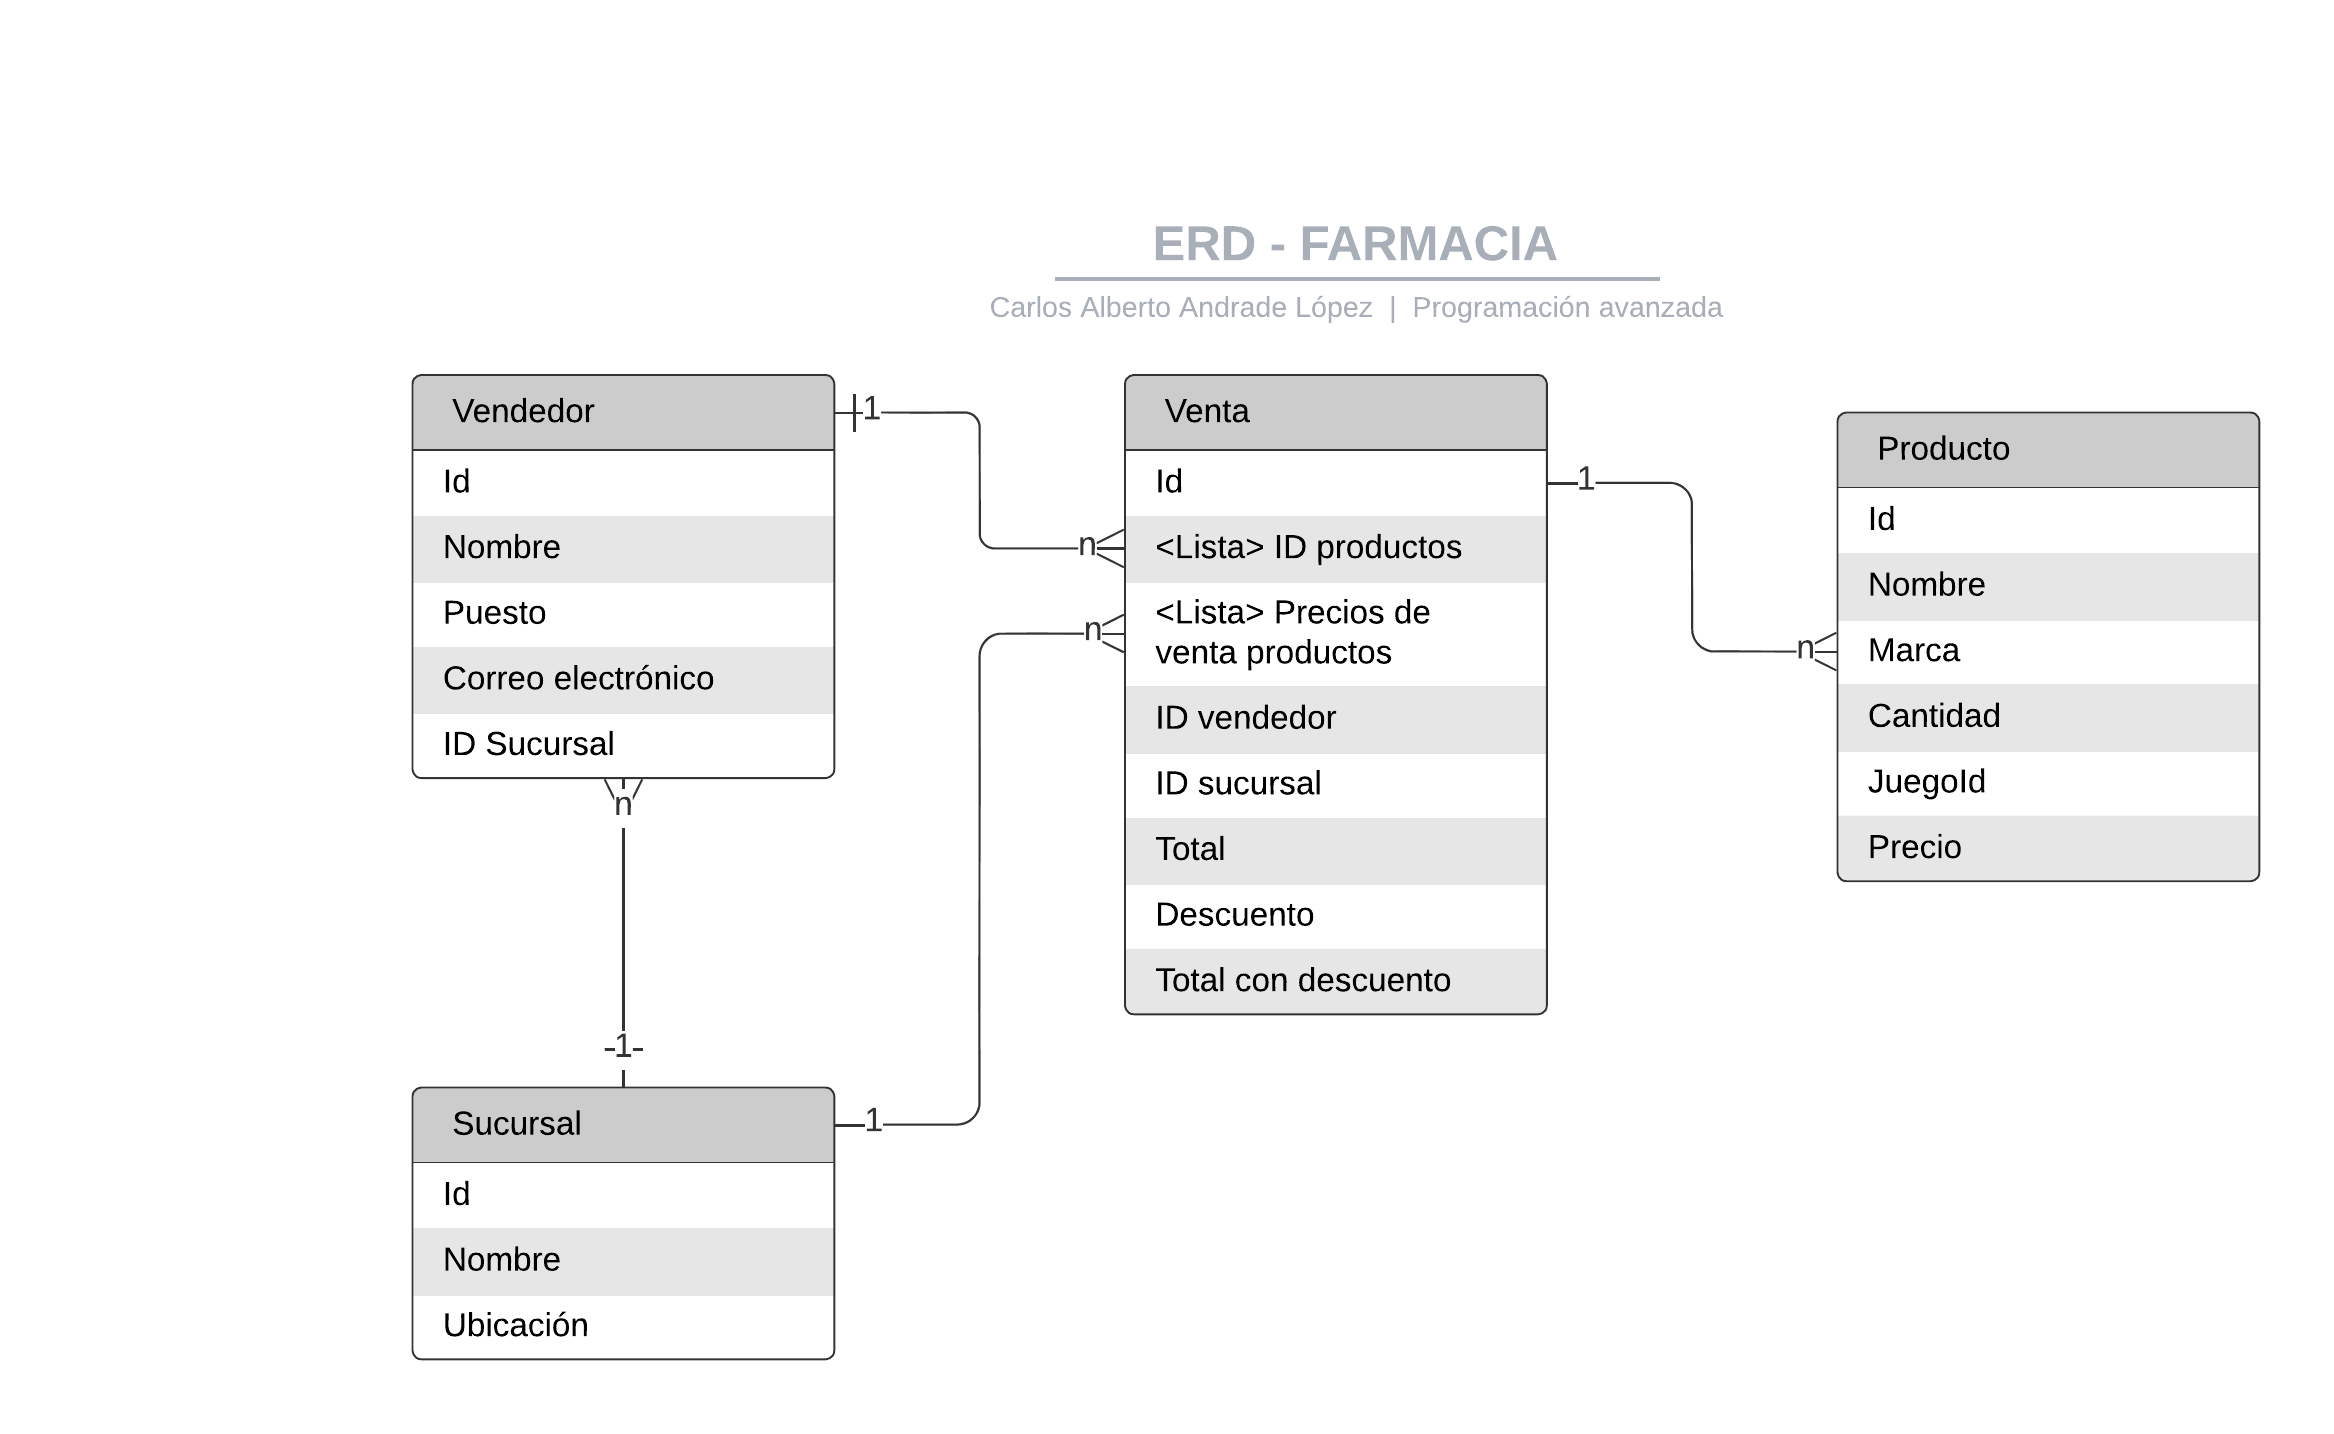 ERD - FARMACIA
Carlos Alberto Andrade López | Programación avanzada
Vendedor
Id
Nombre
Puesto
Correo electrónico
ID Sucursal
1
n
n
1
Venta
Id
<Lista> ID productos
<Lista> Precios de
venta productos
ID vendedor
ID sucursal
Total
Descuento
Total con descuento
1
n
Producto
Id
Nombre
Marca
Cantidad
JuegoId
Precio
Sucursal
Id
Nombre
Ubicación
1
n